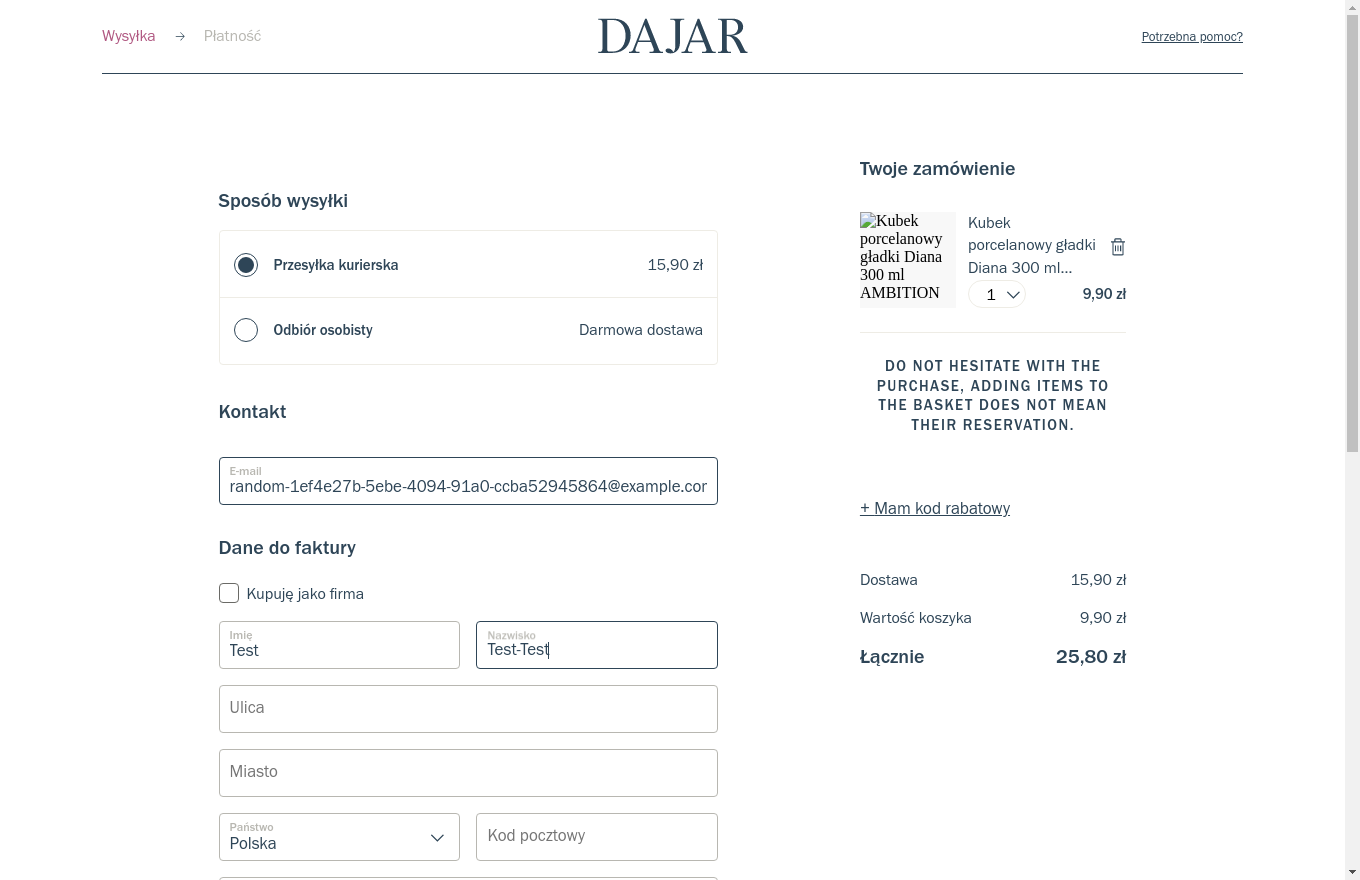 Wysyłka → Płatność
DAJAR
Potrzebna pomoc?
Sposób wysyłki
Przesyłka kurierska 15,90 zł
Odbiór osobisty Darmowa dostawa
Kontakt
E-mail
random-1ef4e27b-5ebe-4094-91a0-ccba52945864@example.com
Dane do faktury
Kupuję jako firma
Imię
Test
Nazwisko
Test-Test
Ulica
Miasto
Państwo
Polska
Kod pocztowy
Twoje zamówienie
Kubek
porcelanowy
gładki Diana
300 ml
AMBITION
Kubek
porcelanowy gładki
Diana 300 ml...
1
9,90 zł
DO NOT HESITATE WITH THE
PURCHASE, ADDING ITEMS TO
THE BASKET DOES NOT MEAN
THEIR RESERVATION.
+ Mam kod rabatowy
Dostawa 15,90 zł
Wartość koszyka 9,90 zł
Łącznie 25,80 zł